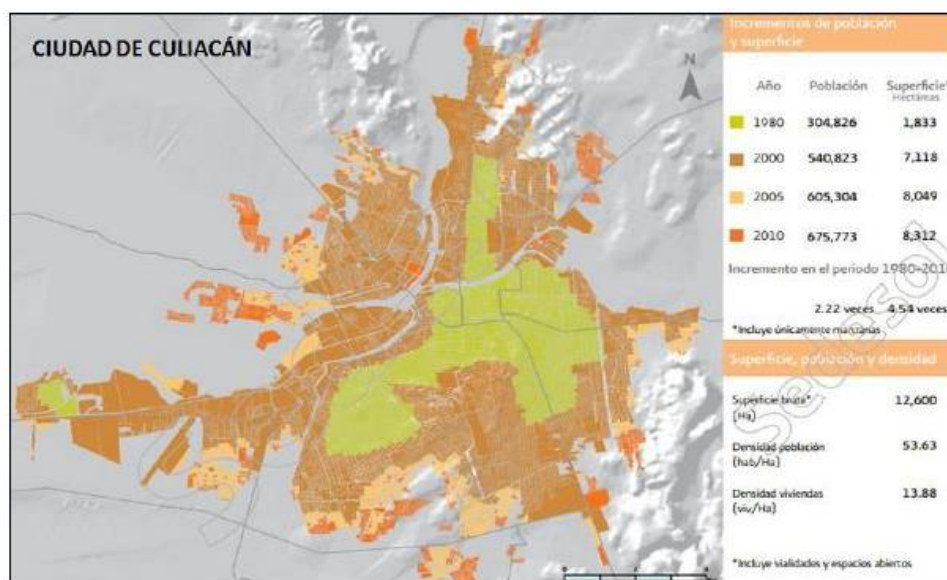 CIUDAD DE CULIACÁN
N
Incrementos de población
y superficie
Año Población Superficie*
Hectáreas
1980 304,826 1,833
2000 540,823 7,118
2005 605,304 8,049
2010 675,773 8,312
Incremento en el periodo 1980-2010
2.22 veces 4.54 veces
*Incluye únicamente manzanas
Superficie, población y densidad
Superficie bruta* 12,600
(Ha)
Densidad población 53.63
(hab/Ha)
Densidad viviendas 13.88
(viv/Ha)
*Incluye vialidades y espacios abiertos
Sedesol